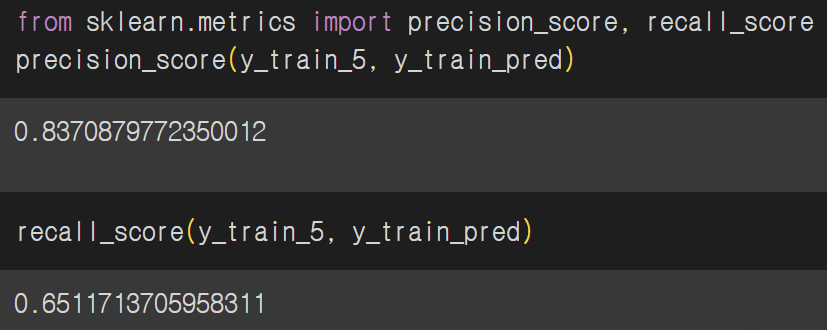 from sklearn.metrics import precision_score, recall_score
precision_score(y_train_5, y_train_pred)
0.8370879772350012
recall_score(y_train_5, y_train_pred)
0.6511713705958311